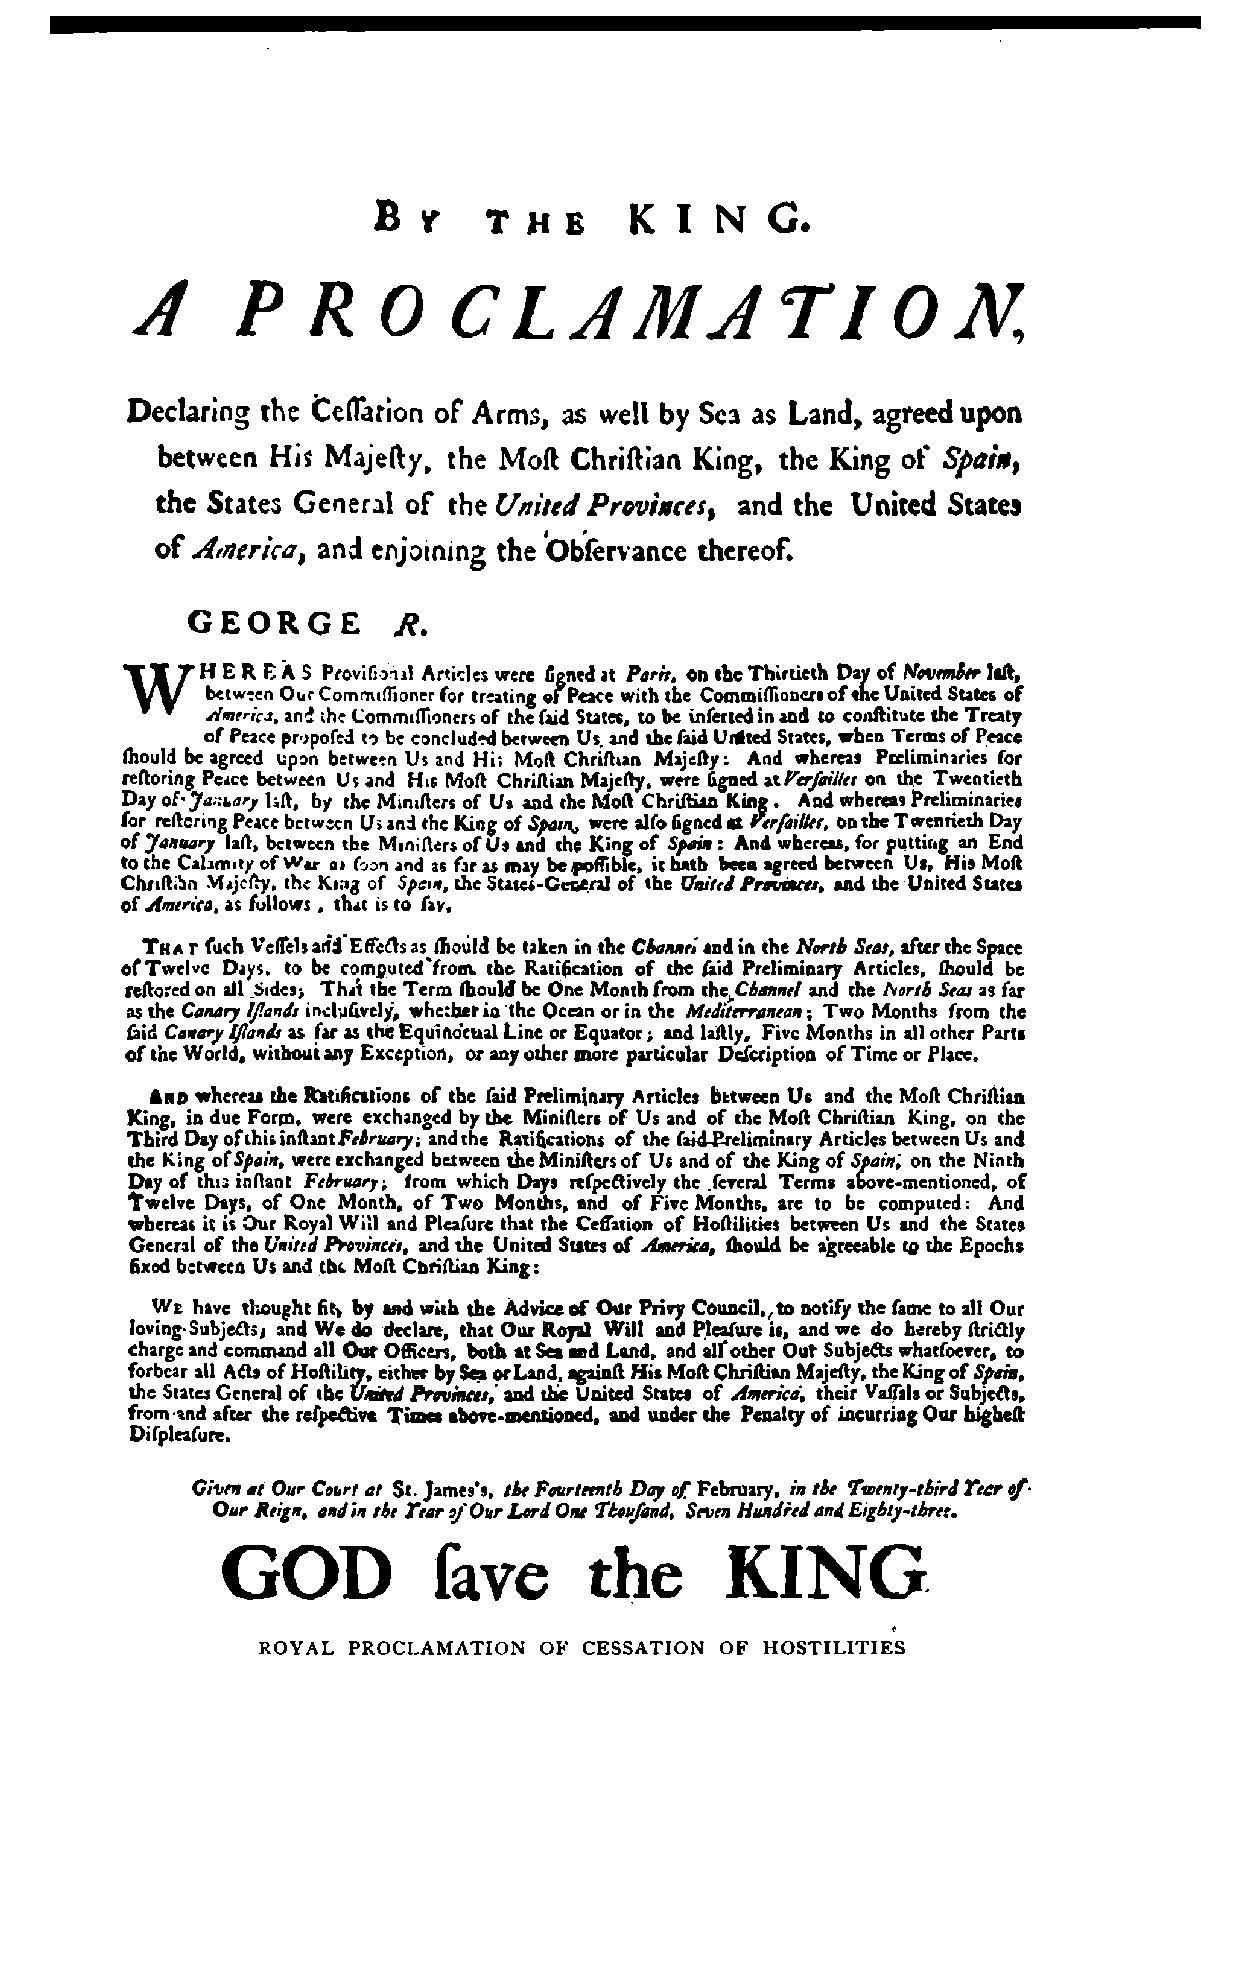 BY THE KING.
A PROCLAMATION,
Declaring the Ceſſation of Arms, as well by Sea as Land, agreed upon
between His Majeſty, the Moſt Chriſtian King, the King of Spain,
the States General of the United Provinces, and the United States
of America, and enjoining the Obſervance thereof.
GEORGE R.
WHEREAS Proviſional Articles were ſigned at Paris, on the Thirtieth Day of November laſt,
between Our Commiſſioner for treating of Peace with the Commiſſioners of the United States of
America, and the Commiſſioners of the ſaid States, to be inſerted in and to conſtitute the Treaty
of Peace propoſed to be concluded between Us and the ſaid United States, when Terms of Peace
ſhould be agreed upon between Us and His Moſt Chriſtian Majeſty: And whereas Preliminaries for
reſtoring Peace between Us and His Moſt Chriſtian Majeſty, were ſigned at Verſailles on the Twentieth
Day of January laſt, by the Miniſters of Us and the Moſt Chriſtian King. And whereas Preliminaries
for reſtoring Peace between Us and the King of Spain, were alſo ſigned at Verſailles, on the Twentieth Day
of January laſt, between the Miniſters of Us and the King of Spain: And whereas, for putting an End
to the Calamity of War as ſoon and as far as may be poſſible, it hath been agreed between Us, His Moſt
Chriſtian Majeſty, the King of Spain, the States-General of the United Provinces, and the United States
of America, as follows, that is to ſay,
THAT ſuch Veſſels and Effects as ſhould be taken in the Channel and in the North Seas, after the Space
of Twelve Days, to be computed from the Ratification of the ſaid Preliminary Articles, ſhould be
reſtored on all Sides; That the Term ſhould be One Month from the Channel and the North Seas as far
as the Canary Iſlands incluſively, whether in the Ocean or in the Mediterranean; Two Months from the
ſaid Canary Iſlands as far as the Equinoctial Line or Equator; and laſtly, Five Months in all other Parts
of the World, without any Exception, or any other more particular Deſcription of Time or Place.
AND whereas the Ratifications of the ſaid Preliminary Articles between Us and the Moſt Chriſtian
King, in due Form, were exchanged by the Miniſters of Us and of the Moſt Chriſtian King, on the
Third Day of this inſtant February; and the Ratifications of the ſaid Preliminary Articles between Us and
the King of Spain, were exchanged between the Miniſters of Us and of the King of Spain, on the Ninth
Day of this inſtant February; from which Days reſpectively the ſeveral Terms above-mentioned, of
Twelve Days, of One Month, of Two Months, and of Five Months, are to be computed: And
whereas it is Our Royal Will and Pleaſure that the Ceſſation of Hoſtilities between Us and the States
General of the United Provinces, and the United States of America, ſhould be agreeable to the Epochs
fixed between Us and the Moſt Chriſtian King:
WE have thought fit, by and with the Advice of Our Privy Council, to notify the ſame to all Our
loving Subjects; and We do declare, that Our Royal Will and Pleaſure is, and we do hereby ſtrictly
charge and command all Our Officers, both at Sea and Land, and all other Our Subjects whatſoever, to
forbear all Acts of Hoſtility, either by Sea or Land, againſt His Moſt Chriſtian Majeſty, the King of Spain,
the States General of the United Provinces, and the United States of America, their Vaſſals or Subjects,
from and after the reſpective Times above-mentioned, and under the Penalty of incurring Our higheſt
Diſpleaſure.
Given at Our Court at St. James's, the Fourteenth Day of February, in the Twenty-third Year of
Our Reign, and in the Year of Our Lord One Thouſand, Seven Hundred and Eighty-three.
GOD ſave the KING.
ROYAL PROCLAMATION OF CESSATION OF HOSTILITIES